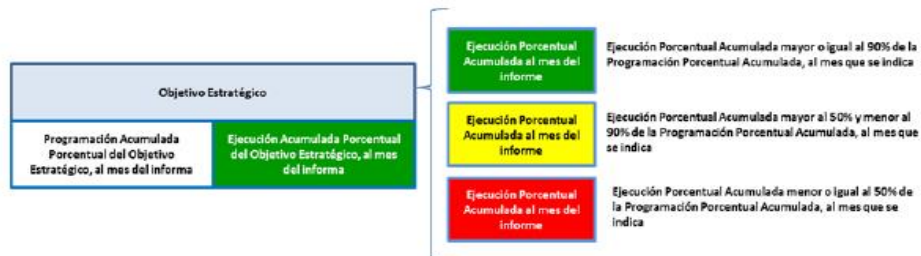 Objetivo Estratégico
Programación Acumulada
Porcentual del Objetivo
Estratégico, al mes del informa
Ejecución Acumulada Porcentual
del Objetivo Estratégico, al mes
del informa
Ejecución Porcentual
Acumulada al mes del
informe
Ejecución Porcentual Acumulada mayor o igual al 90% de la
Programación Porcentual Acumulada, al mes que se indica
Ejecución Porcentual
Acumulada al mes del
informe
Ejecución Porcentual Acumulada mayor al 50% y menor al
90% de la Programación Porcentual Acumulada, al mes que
se indica
Ejecución Porcentual
Acumulada al mes del
informe
Ejecución Porcentual Acumulada menor o igual al 50% de
la Programación Porcentual Acumulada, al mes que se
indica